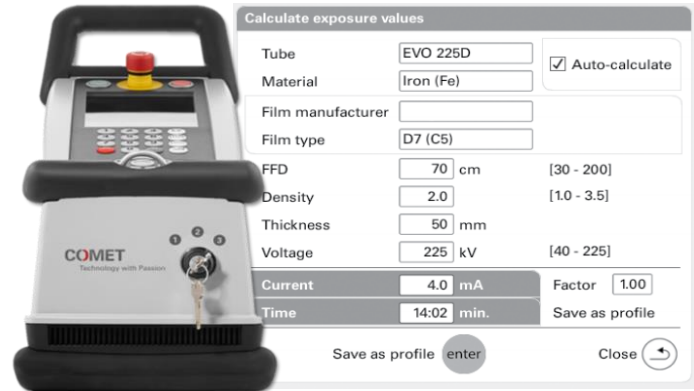 Calculate exposure values
Tube EVO 225D
Auto-calculate
Material Iron (Fe)
Film manufacturer
Film type D7 (C5)
FFD 70 cm [30 - 200]
Density 2.0 [1.0 - 3.5]
Thickness 50 mm
Voltage 225 kV [40 - 225]
Current 4.0 mA Factor 1.00
Time 14:02 min. Save as profile
Save as profile enter Close
1 2 3
COMET
Technology with Passion